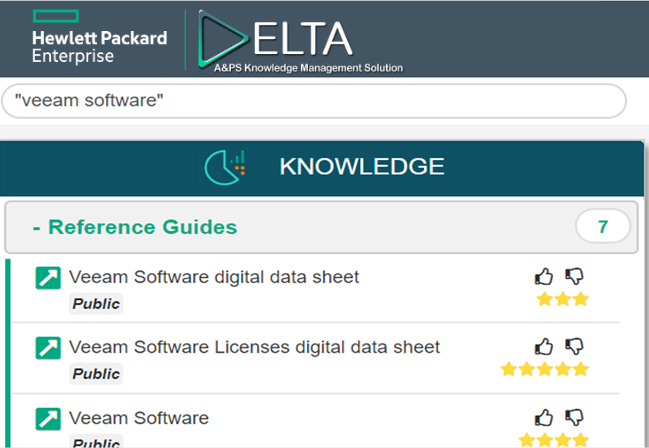 Hewlett Packard
Enterprise
DELTA
A&PS Knowledge Management Solution
"veeam software"
KNOWLEDGE
- Reference Guides
7
Veeam Software digital data sheet
Public
Veeam Software Licenses digital data sheet
Public
Veeam Software
Public